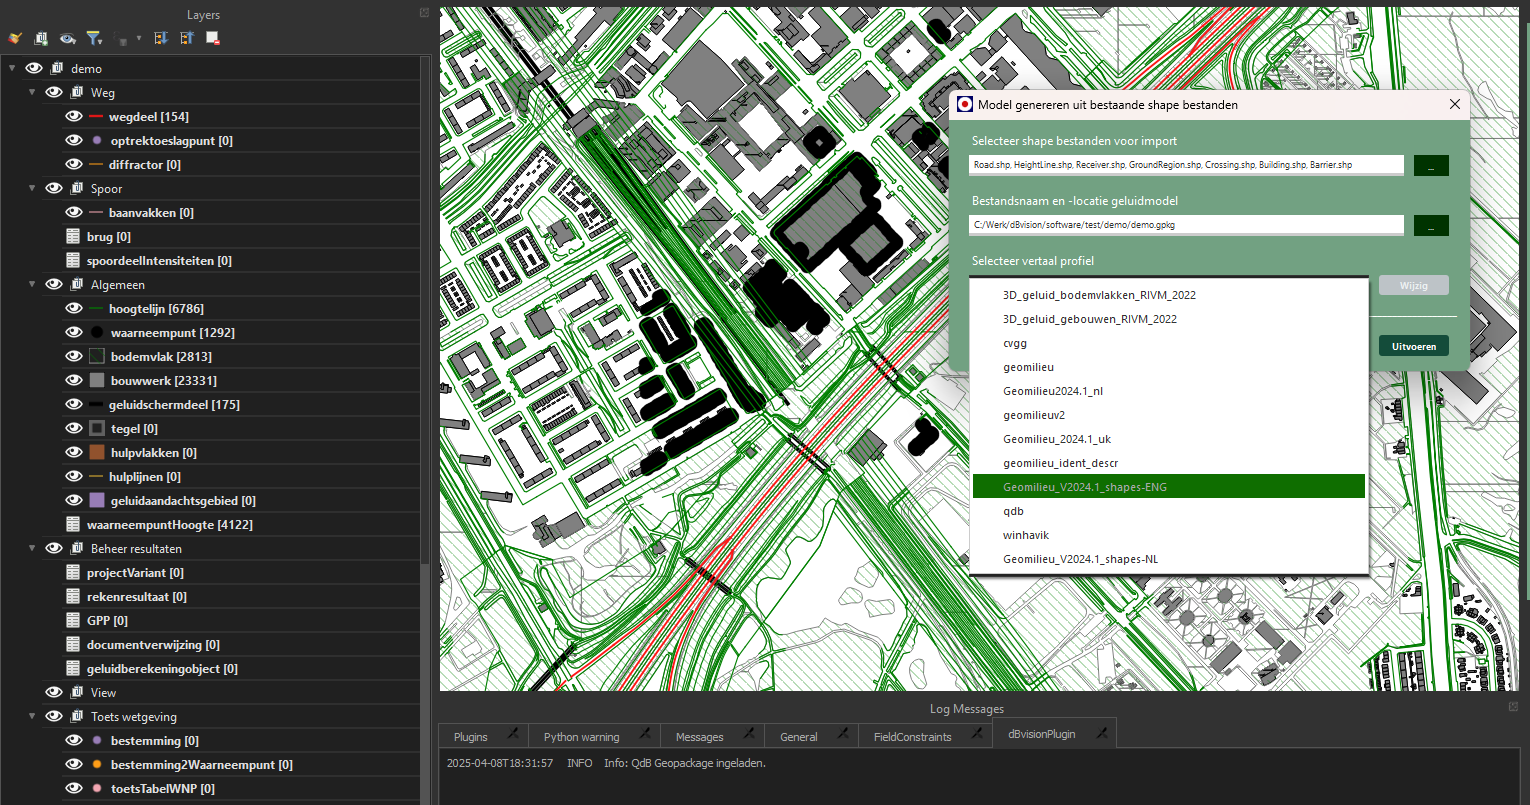 Layers
demo
Weg
wegdeel [154]
optrektoeslagpunt [0]
diffractor [0]
Spoor
baanvakken [0]
brug [0]
spoordeelIntensiteiten [0]
Algemeen
hoogtelijn [6786]
waarneempunt [1292]
bodemvlak [2813]
bouwwerk [23331]
geluidschermdeel [175]
tegel [0]
hulpvlakken [0]
hulplijnen [0]
geluidaandachtsgebied [0]
waarneempuntHoogte [4122]
Beheer resultaten
projectVariant [0]
rekenresultaat [0]
GPP [0]
documentverwijzing [0]
geluidberekeningobject [0]
View
Toets wetgeving
bestemming [0]
bestemming2Waarneempunt [0]
toetsTabelWNP [0]
Model genereren uit bestaande shape bestanden
Selecteer shape bestanden voor import
Road.shp, HeightLine.shp, Receiver.shp, GroundRegion.shp, Crossing.shp, Building.shp, Barrier.shp
...
Bestandsnaam en -locatie geluidmodel
C:/Werk/dBvision/software/test/demo/demo.gpkg
...
Selecteer vertaal profiel
3D_geluid_bodemvlakken_RIVM_2022
3D_geluid_gebouwen_RIVM_2022
cvgg
geomilieu
Geomilieu2024.1_nl
geomilieuv2
Geomilieu_2024.1_uk
geomilieu_ident_descr
Geomilieu_V2024.1_shapes-ENG
qdb
winhavik
Geomilieu_V2024.1_shapes-NL
Wijzig
Uitvoeren
Log Messages
Plugins
Python warning
Messages
General
FieldConstraints
dBvisionPlugin
2025-04-08T18:31:57 INFO Info: QdB Geopackage ingeladen.